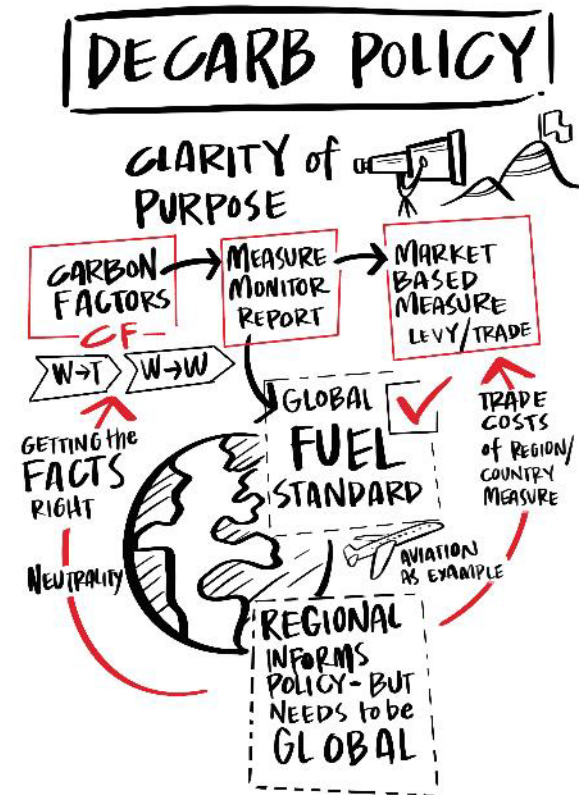 DECARB POLICY
CLARITY of
PURPOSE
CARBON
FACTORS
CF
W→T
W→W
MEASURE
MONITOR
REPORT
MARKET
BASED
MEASURE
LEVY/TRADE
GLOBAL
FUEL
STANDARD
GETTING the
FACTS
RIGHT
NEUTRALITY
TRADE
COSTS
of REGION/
COUNTRY
MEASURE
AVIATION
AS EXAMPLE
REGIONAL
INFORMS
POLICY - BUT
NEEDS to be
GLOBAL